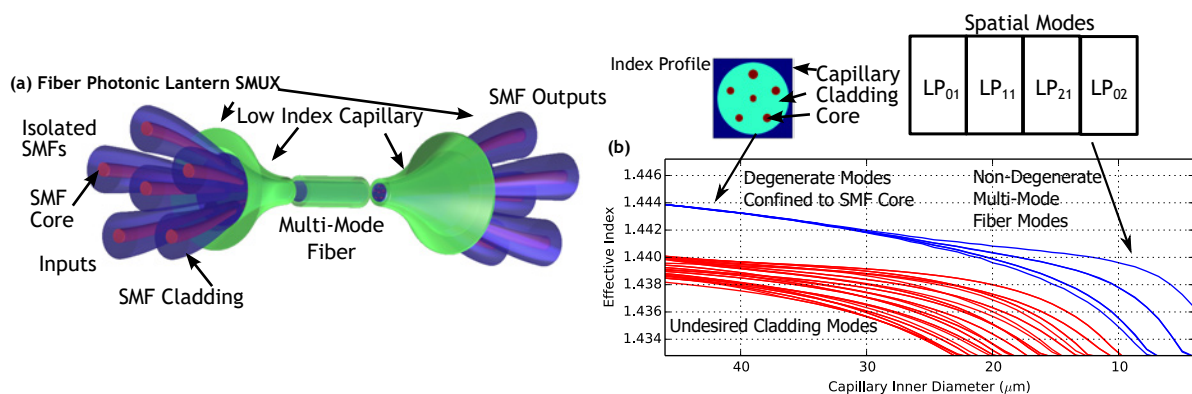 (a) Fiber Photonic Lantern SMUX
Isolated
SMFs
SMF
Core
Inputs
SMF Cladding
Low Index Capillary
Multi-Mode
Fiber
SMF Outputs
Index Profile
Capillary
Cladding
Core
Spatial Modes
LP01
LP11
LP21
LP02
(b)
Degenerate Modes
Confined to SMF Core
Non-Degenerate
Multi-Mode
Fiber Modes
Undesired Cladding Modes
Effective Index
1.446
1.444
1.442
1.440
1.438
1.436
1.434
40
30
20
10
Capillary Inner Diameter (μm)